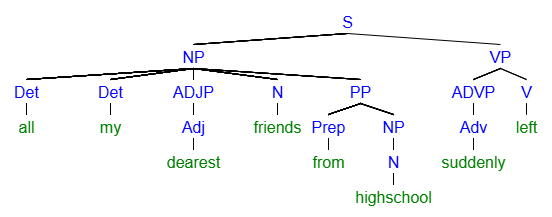 S
NP VP
Det Det ADJP N PP ADVP V
all my Adj friends Prep NP Adv left
dearest from N suddenly
highschool